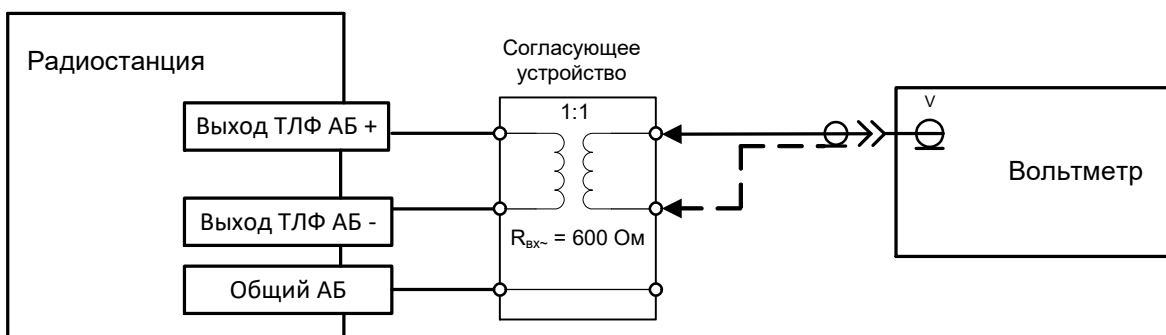 Радиостанция
Согласующее
устройство
1:1
V
Выход ТЛФ АБ +
Вольтметр
Выход ТЛФ АБ -
Rвх~ = 600 Ом
Общий АБ